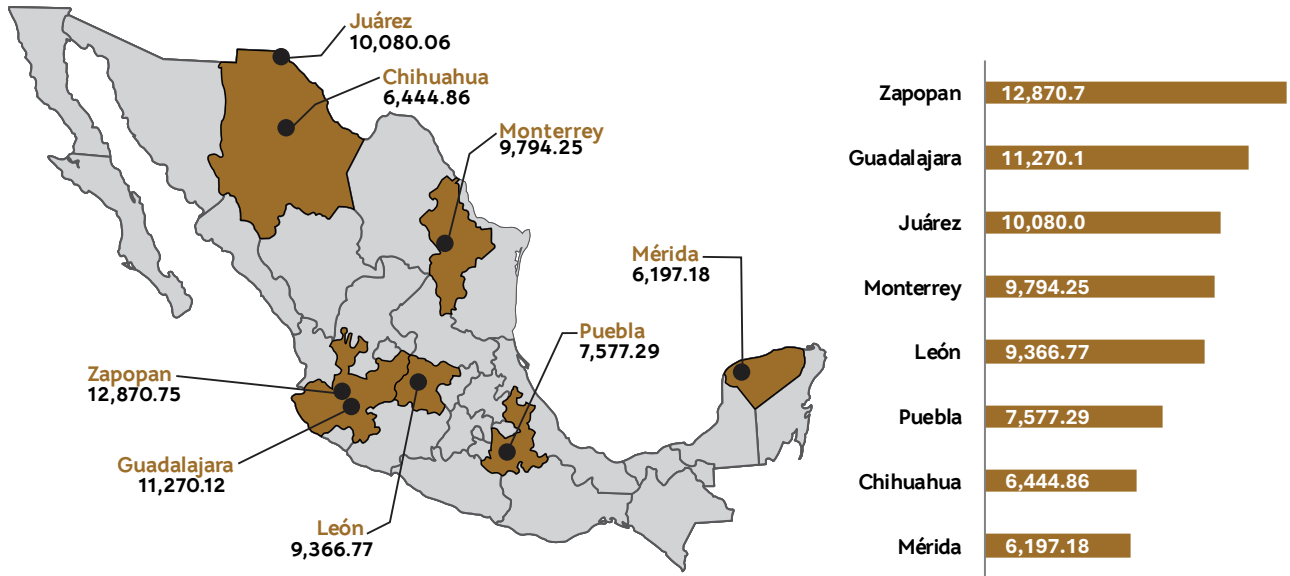 Juárez
10,080.06
Chihuahua
6,444.86
Monterrey
9,794.25
Mérida
6,197.18
Puebla
7,577.29
Zapopan
12,870.75
Guadalajara
11,270.12
León
9,366.77
Zapopan 12,870.7
Guadalajara 11,270.1
Juárez 10,080.0
Monterrey 9,794.25
León 9,366.77
Puebla 7,577.29
Chihuahua 6,444.86
Mérida 6,197.18